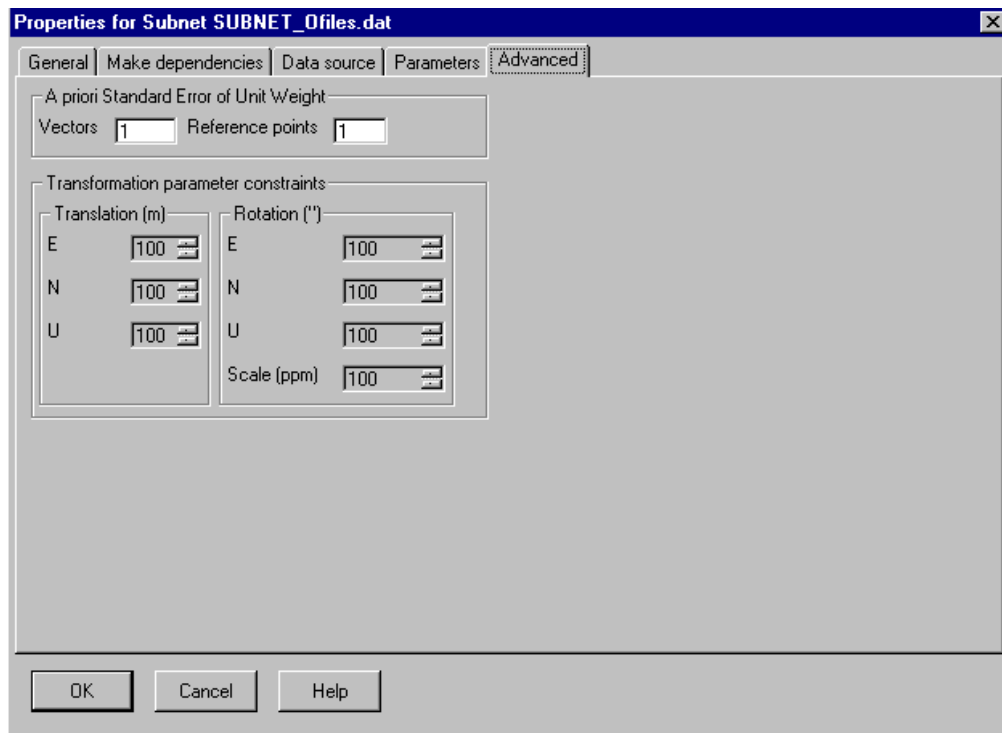 Properties for Subnet SUBNET_Ofiles.dat
General Make dependencies Data source Parameters Advanced
A priori Standard Error of Unit Weight
Vectors 1 Reference points 1
Transformation parameter constraints
Translation (m) Rotation (")
E 100 E 100
N 100 N 100
U 100 U 100
Scale (ppm) 100
OK Cancel Help